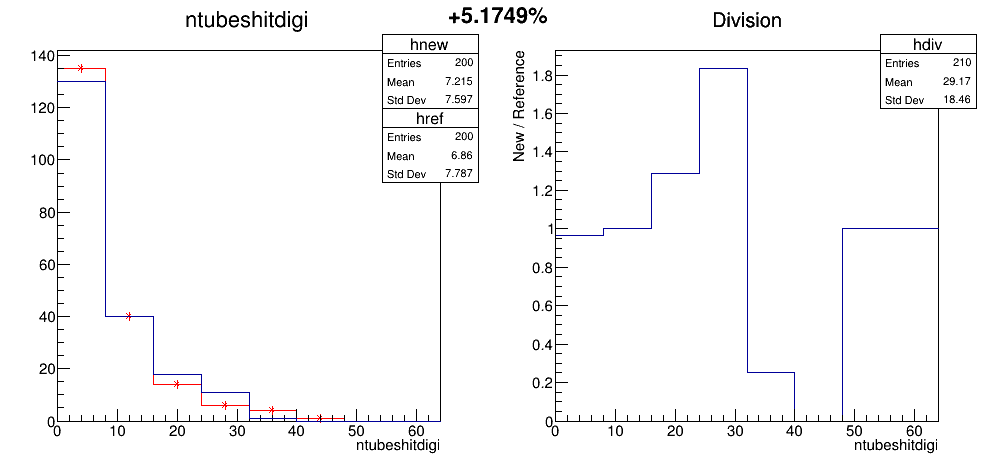 +5.1749%
ntubeshitdigi
hnew
Entries 200
Mean 7.215
Std Dev 7.597
href
Entries 200
Mean 6.86
Std Dev 7.787
140
120
100
80
60
40
20
0
0 10 20 30 40 50 60
ntubeshitdigi
Division
hdiv
Entries 210
Mean 29.17
Std Dev 18.46
New / Reference
1.8
1.6
1.4
1.2
1
0.8
0.6
0.4
0.2
0
0 10 20 30 40 50 60
ntubeshitdigi